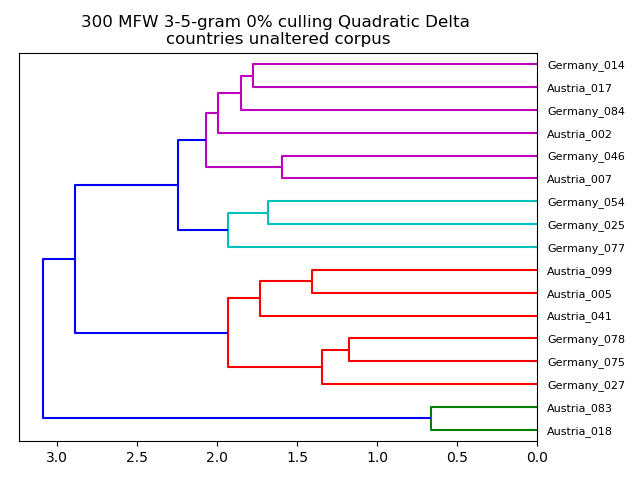 300 MFW 3-5-gram 0% culling Quadratic Delta
countries unaltered corpus
Germany_014
Austria_017
Germany_084
Austria_002
Germany_046
Austria_007
Germany_054
Germany_025
Germany_077
Austria_099
Austria_005
Austria_041
Germany_078
Germany_075
Germany_027
Austria_083
Austria_018
3.0 2.5 2.0 1.5 1.0 0.5 0.0